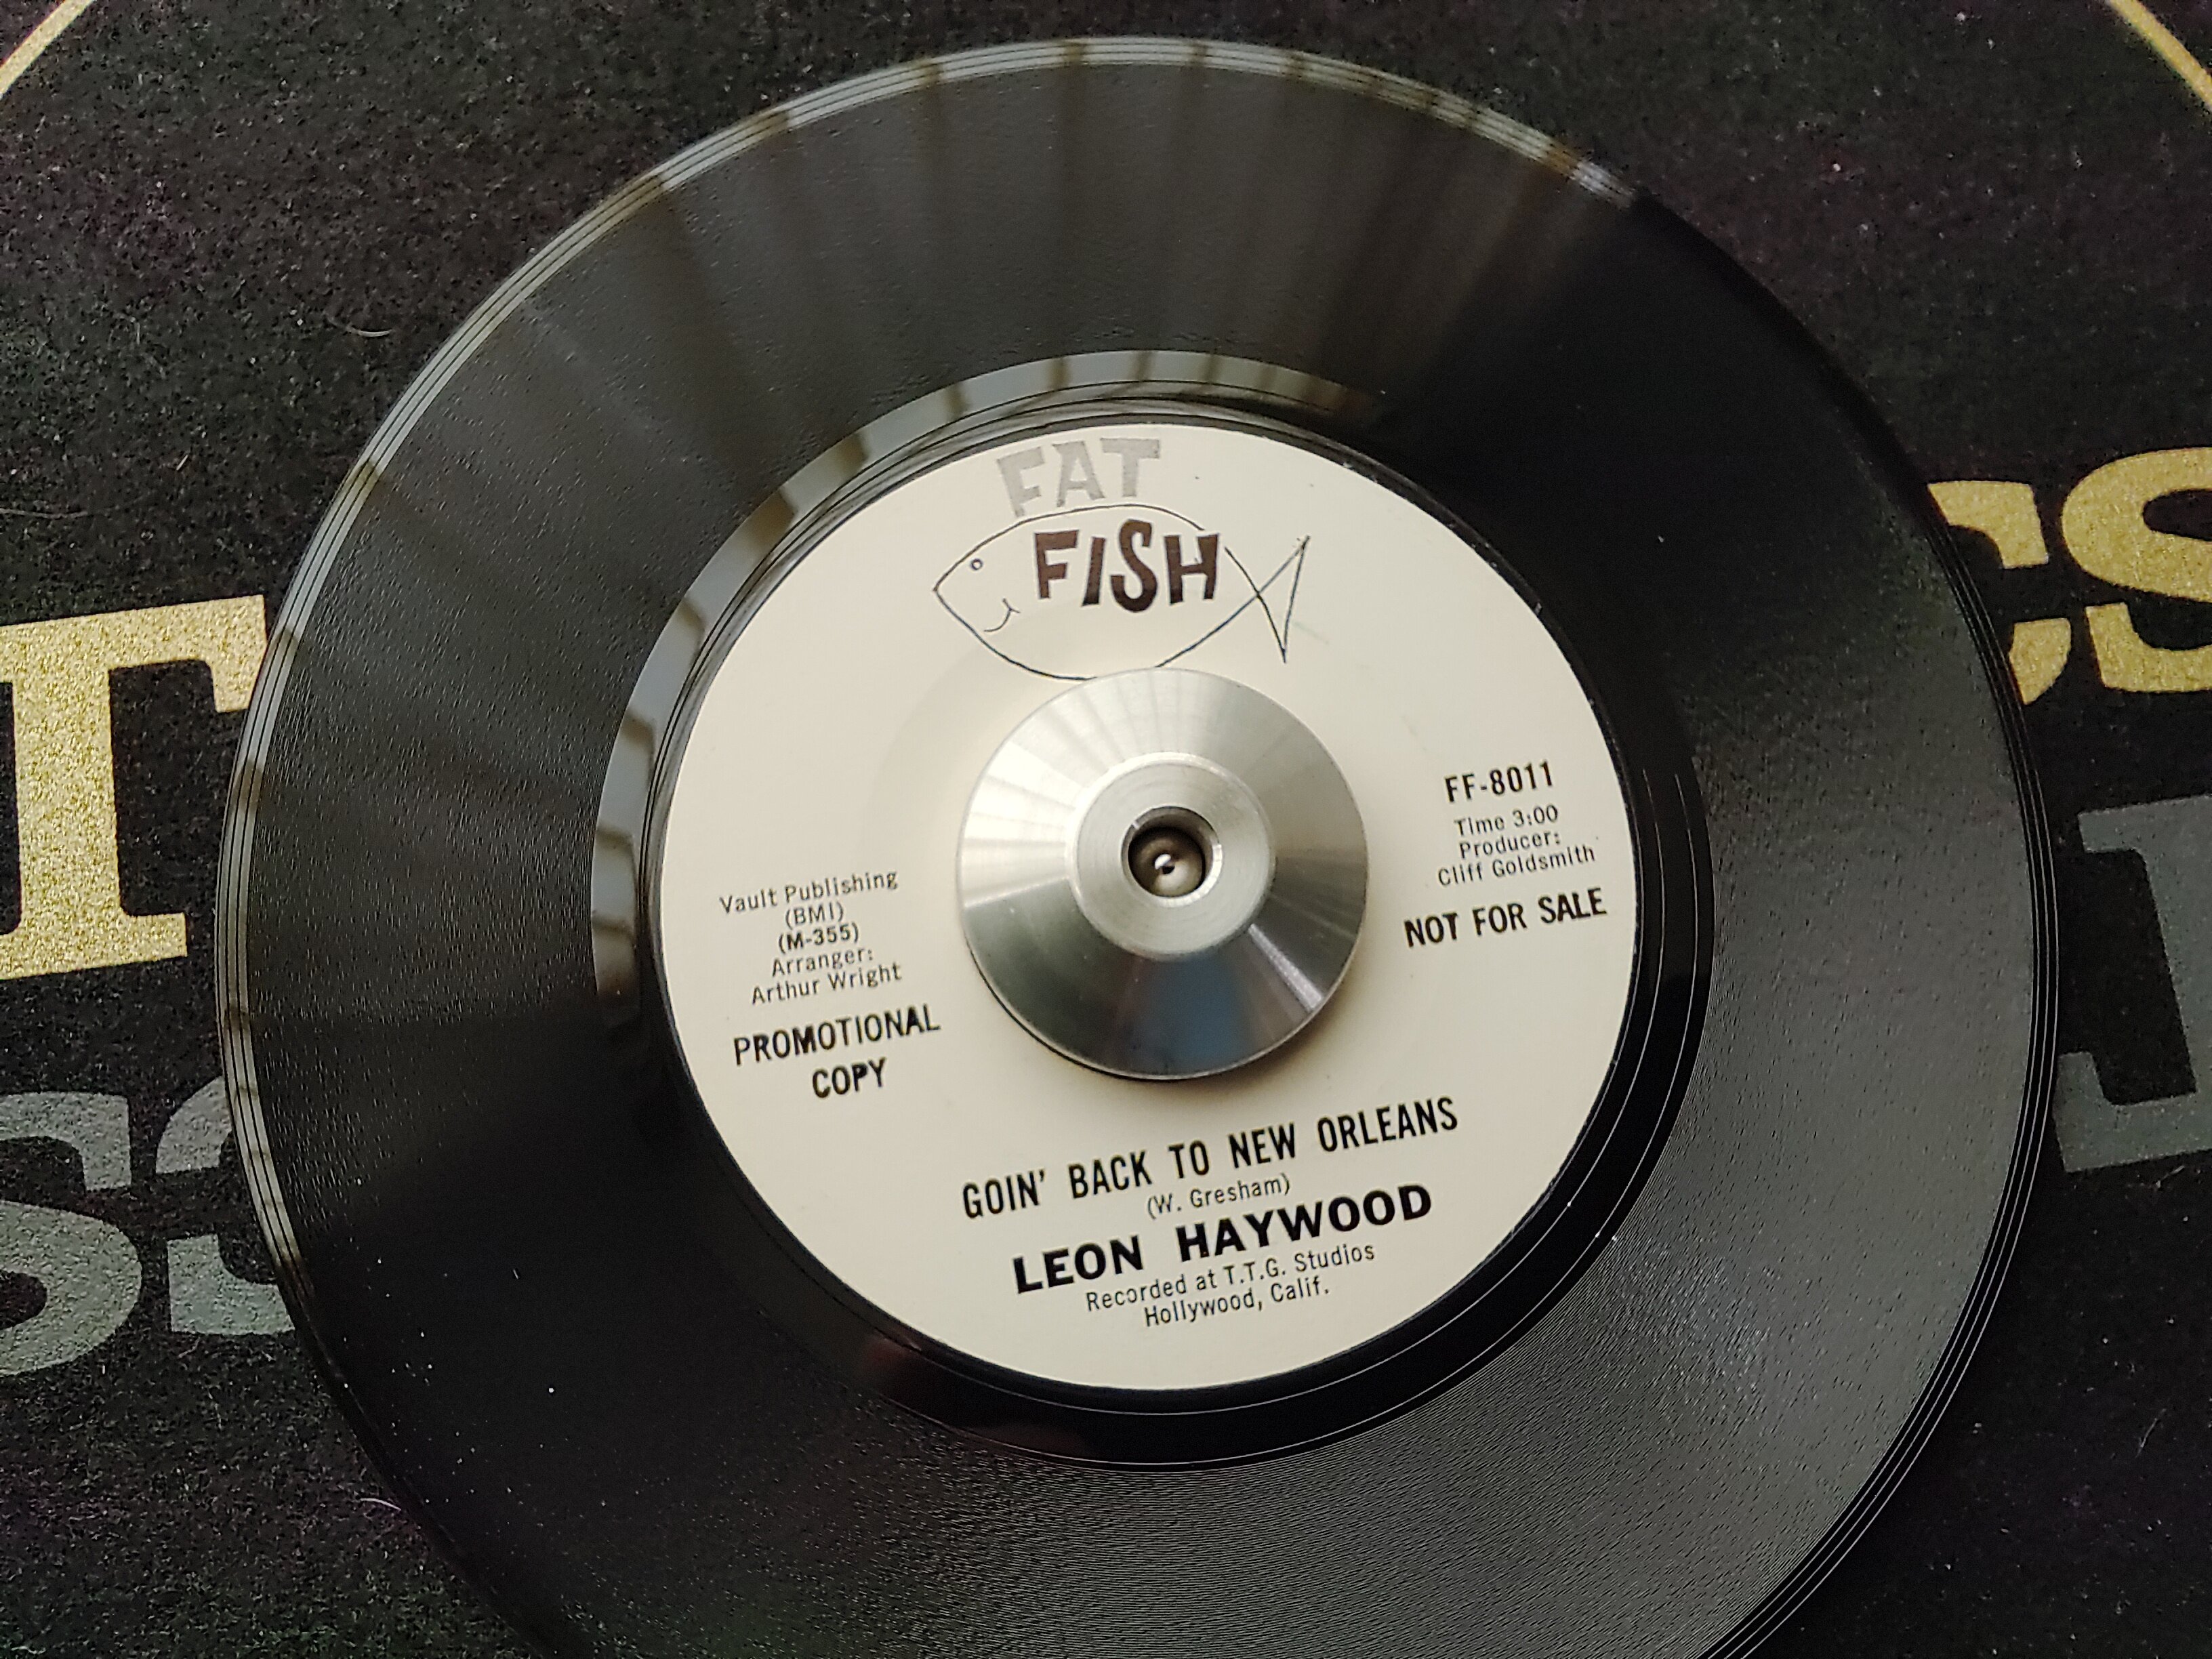 FAT
FISH
FF-8011
Time 3:00
Producer:
Cliff Goldsmith
NOT FOR SALE
Vault Publishing
(BMI)
(M-355)
Arranger:
Arthur Wright
PROMOTIONAL
COPY
GOIN' BACK TO NEW ORLEANS
(W. Gresham)
LEON HAYWOOD
Recorded at T.T.G. Studios
Hollywood, Calif.